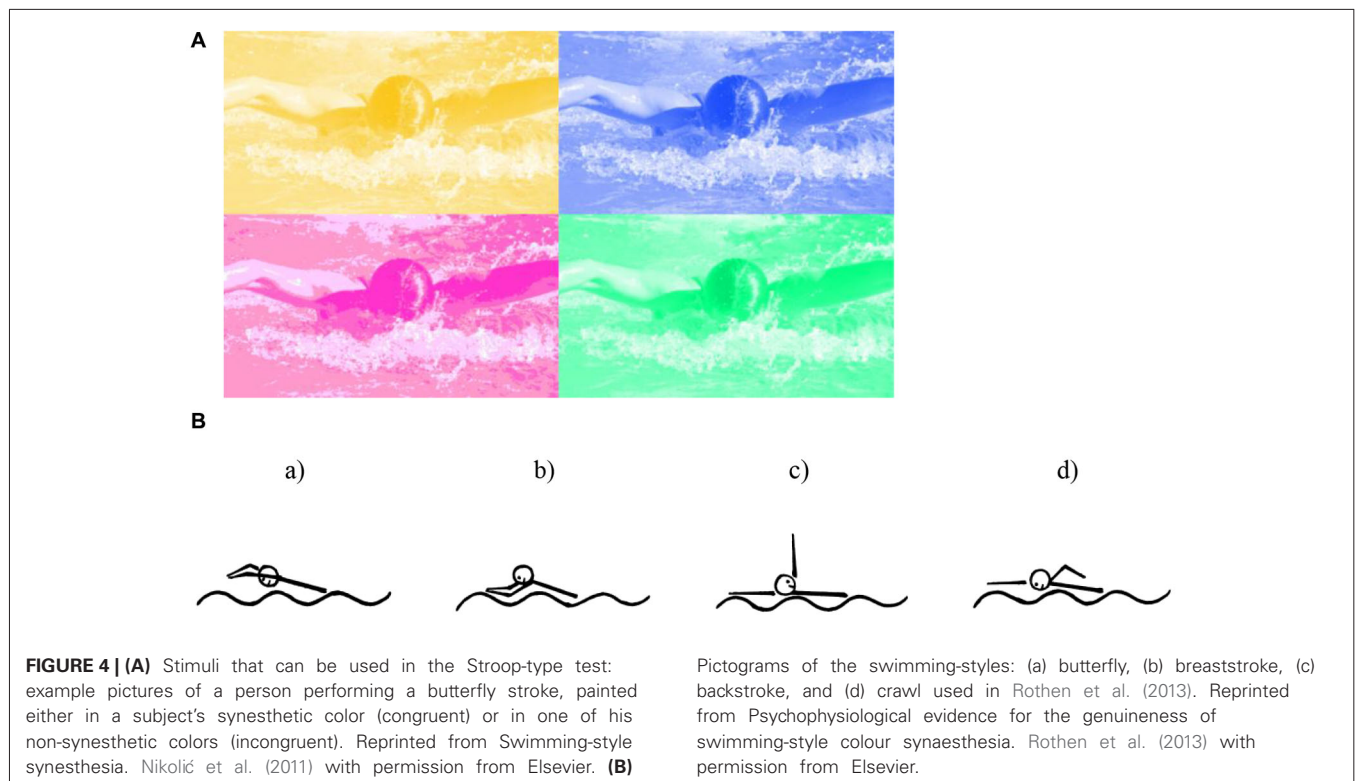 A
B
a) b) c) d)
FIGURE 4 | (A) Stimuli that can be used in the Stroop-type test:
example pictures of a person performing a butterfly stroke, painted
either in a subject's synesthetic color (congruent) or in one of his
non-synesthetic colors (incongruent). Reprinted from Swimming-style
synesthesia. Nikolić et al. (2011) with permission from Elsevier. (B)
Pictograms of the swimming-styles: (a) butterfly, (b) breaststroke, (c)
backstroke, and (d) crawl used in Rothen et al. (2013). Reprinted
from Psychophysiological evidence for the genuineness of
swimming-style colour synaesthesia. Rothen et al. (2013) with
permission from Elsevier.